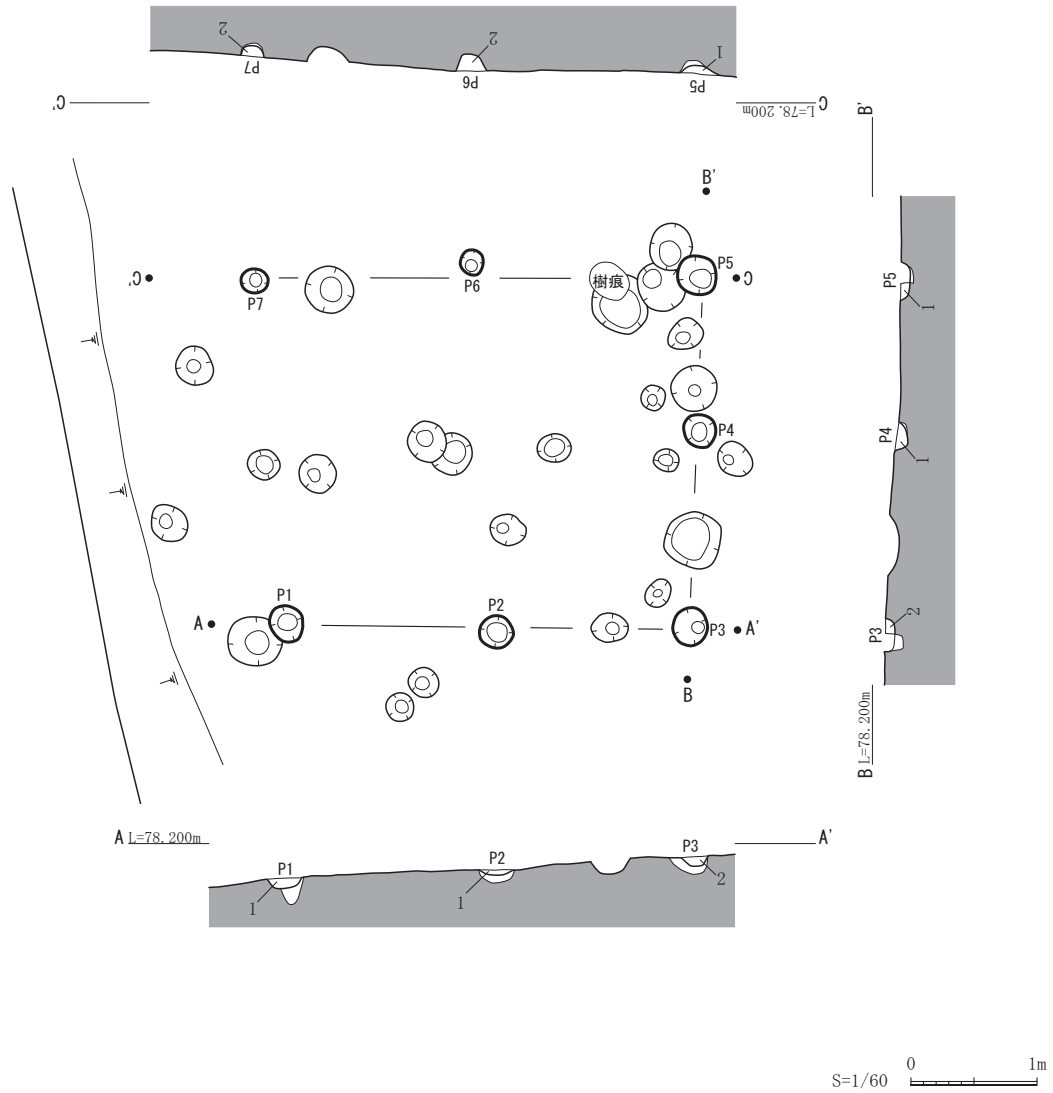 2
2
1
P7
P6
P5
C'
C
L=78.200m
B'
B'
C'
C
P7
P6
樹痕
P5
P5
1
P4
P4
1
P1
P2
A
P3
A'
P3
2
B
B L=78.200m
A L=78.200m
A'
P1
P2
P3
1
1
2
S=1/60
0
1m